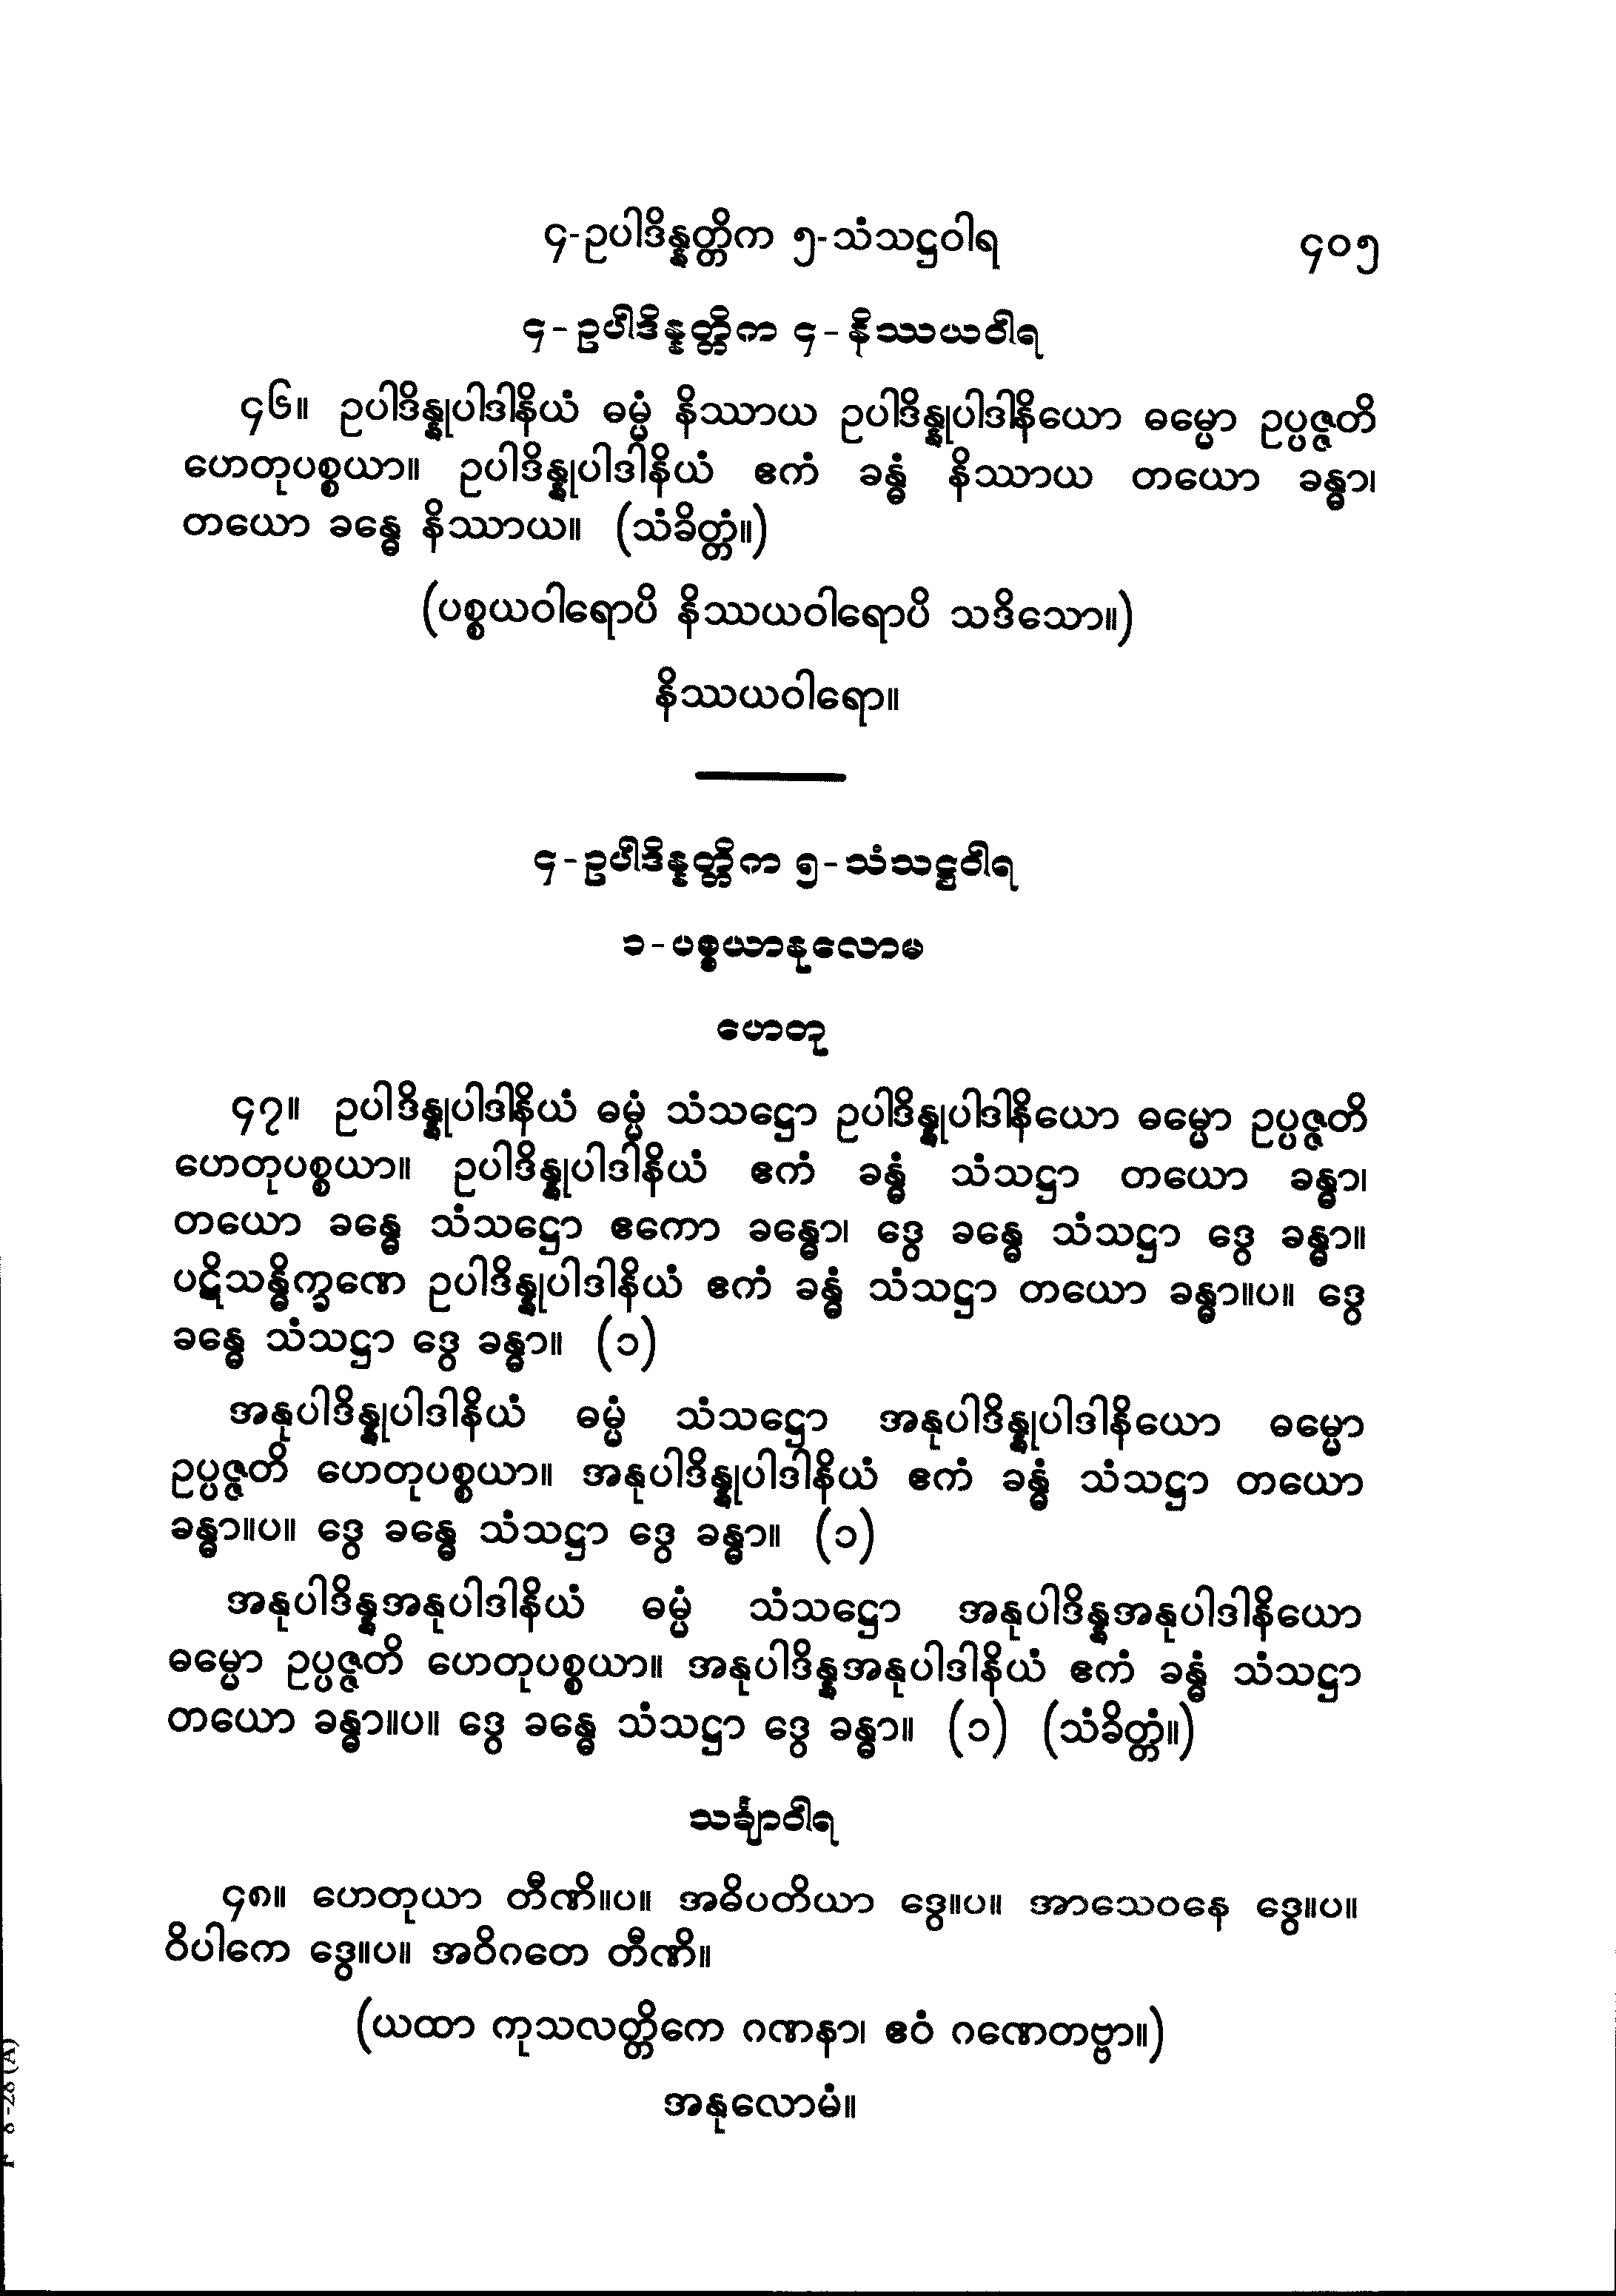 ၄-ဥပါဒိန္နတ္တိက ၅-သံသဋ္ဌဝါရ ၄၀၅
၄-ဥပါဒိန္နတ္တိက ၄-နိဿယဝါရ
၄၆။ ဥပါဒိန္နုပါဒါနိယံ ဓမ္မံ နိဿာယ ဥပါဒိန္နုပါဒါနိယော ဓမ္မော ဥပ္ပဇ္ဇတိ
ဟေတုပစ္စယာ။ ဥပါဒိန္နုပါဒါနိယံ ဧကံ ခန္ဓံ နိဿာယ တယော ခန္ဓာ၊
တယော ခန္ဓေ နိဿာယ။ (သံခိတ္တံ။)
(ပစ္စယဝါရောပိ နိဿယဝါရောပိ သဒိသော။)
နိဿယဝါရော။
၄-ဥပါဒိန္နတ္တိက ၅-သံသဋ္ဌဝါရ
၁-ပစ္စယာနုလောမ
ဟေတု
၄၇။ ဥပါဒိန္နုပါဒါနိယံ ဓမ္မံ သံသဋ္ဌော ဥပါဒိန္နုပါဒါနိယော ဓမ္မော ဥပ္ပဇ္ဇတိ
ဟေတုပစ္စယာ။ ဥပါဒိန္နုပါဒါနိယံ ဧကံ ခန္ဓံ သံသဋ္ဌာ တယော ခန္ဓာ၊
တယော ခန္ဓေ သံသဋ္ဌော ဧကော ခန္ဓော၊ ဒွေ ခန္ဓေ သံသဋ္ဌာ ဒွေ ခန္ဓာ။
ပဋိသန္ဓိက္ခဏေ ဥပါဒိန္နုပါဒါနိယံ ဧကံ ခန္ဓံ သံသဋ္ဌာ တယော ခန္ဓာ။ပ။ ဒွေ
ခန္ဓေ သံသဋ္ဌာ ဒွေ ခန္ဓာ။ (၁)
အနုပါဒိန္နုပါဒါနိယံ ဓမ္မံ သံသဋ္ဌော အနုပါဒိန္နုပါဒါနိယော ဓမ္မော
ဥပ္ပဇ္ဇတိ ဟေတုပစ္စယာ။ အနုပါဒိန္နုပါဒါနိယံ ဧကံ ခန္ဓံ သံသဋ္ဌာ တယော
ခန္ဓာ။ပ။ ဒွေ ခန္ဓေ သံသဋ္ဌာ ဒွေ ခန္ဓာ။ (၁)
အနုပါဒိန္နအနုပါဒါနိယံ ဓမ္မံ သံသဋ္ဌော အနုပါဒိန္နအနုပါဒါနိယော
ဓမ္မော ဥပ္ပဇ္ဇတိ ဟေတုပစ္စယာ။ အနုပါဒိန္နအနုပါဒါနိယံ ဧကံ ခန္ဓံ သံသဋ္ဌာ
တယော ခန္ဓာ။ပ။ ဒွေ ခန္ဓေ သံသဋ္ဌာ ဒွေ ခန္ဓာ။ (၁) (သံခိတ္တံ။)
သင်္ချာဝါရ
၄၈။ ဟေတုယာ တီဏိ။ပ။ အဓိပတိယာ ဒွေ။ပ။ အာသေဝနေ ဒွေ။ပ။
ဝိပါကေ ဒွေ။ပ။ အဝိဂတေ တီဏိ။
(ယထာ ကုသလတ္တိကေ ဂဏနာ၊ ဧဝံ ဂဏေတဗ္ဗာ။)
အနုလောမံ။